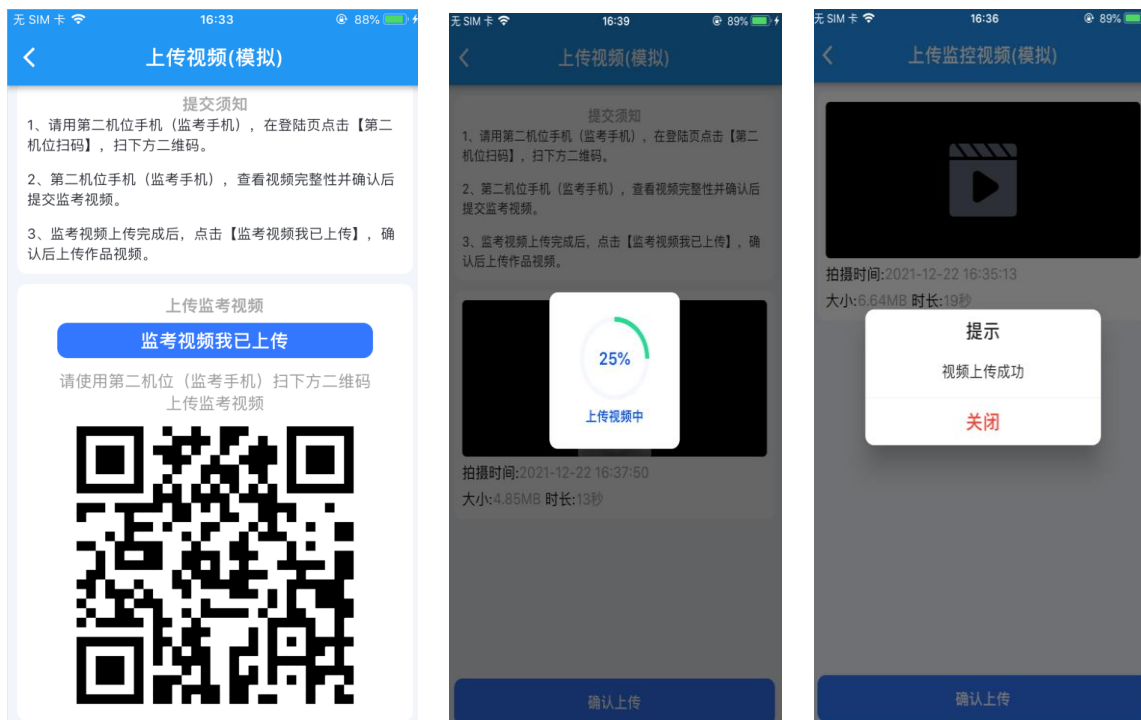 无 SIM 卡 16:33 88%
上传视频(模拟)
提交须知
1、请用第二机位手机（监考手机），在登陆页点击【第二
机位扫码】，扫下方二维码。
2、第二机位手机（监考手机），查看视频完整性并确认后
提交监考视频。
3、监考视频上传完成后，点击【监考视频我已上传】，确
认后上传作品视频。
上传监考视频
监考视频我已上传
请使用第二机位（监考手机）扫下方二维码
上传监考视频
无 SIM 卡 16:39 89%
上传视频(模拟)
提交须知
1、请用第二机位手机（监考手机），在登陆页点击【第二
机位扫码】，扫下方二维码。
2、第二机位手机（监考手机），查看视频完整性并确认后
提交监考视频。
3、监考视频上传完成后，点击【监考视频我已上传】，确
认后上传作品视频。
25%
上传视频中
拍摄时间:2021-12-22 16:37:50
大小:4.85MB 时长:13秒
确认上传
无 SIM 卡 16:36 89%
上传监控视频(模拟)
拍摄时间:2021-12-22 16:35:13
大小:6.64MB 时长:19秒
提示
视频上传成功
关闭
确认上传